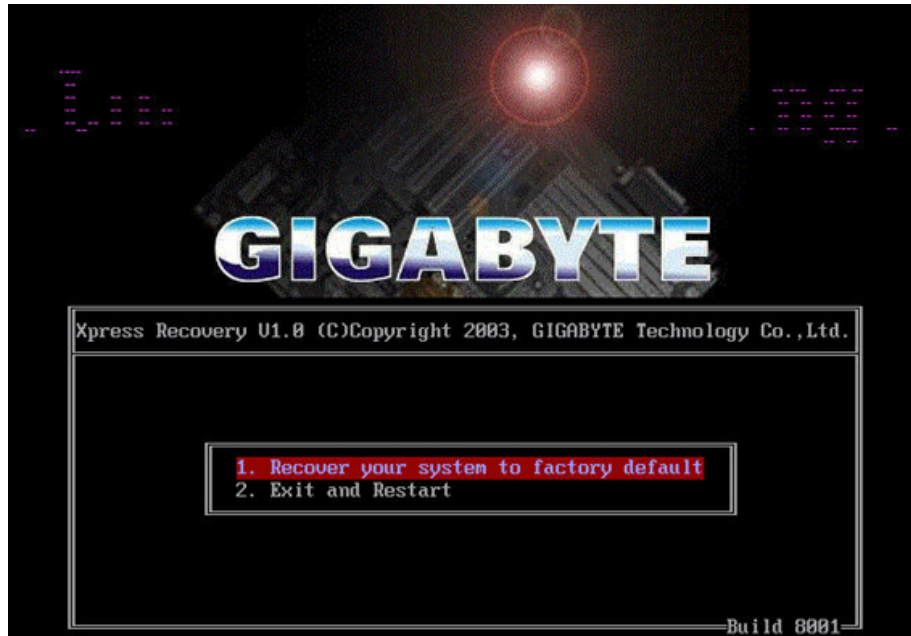 GIGABYTE
Xpress Recovery V1.0 (C)Copyright 2003, GIGABYTE Technology Co.,Ltd.
1. Recover your system to factory default
2. Exit and Restart
Build 8001